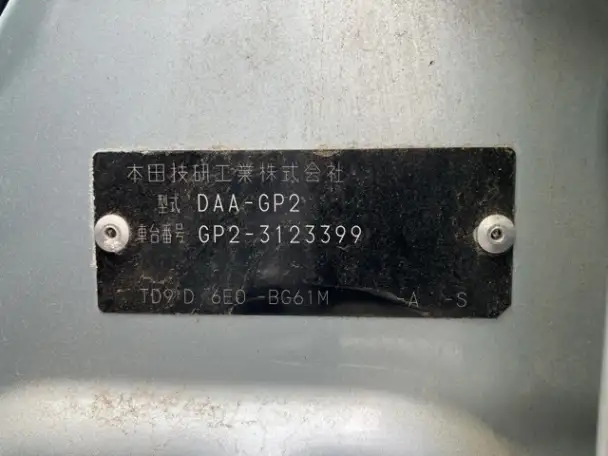 本田技研工業株式会社
型式 DAA-GP2
車台番号 GP2-3123399
TD91D 6E0 -BG61M -A -S